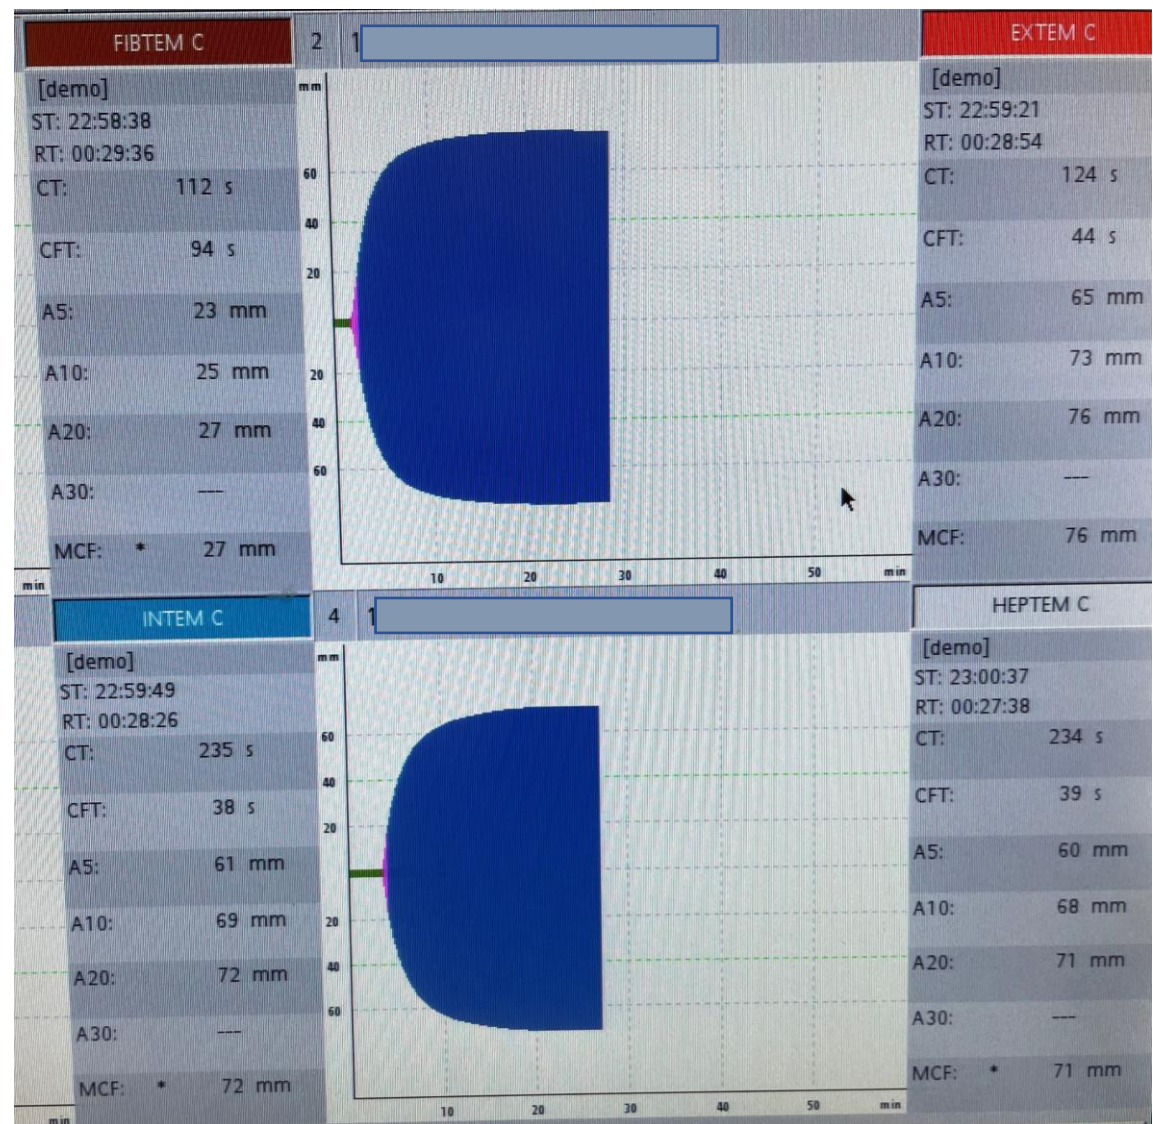 FIBTEM C
[demo]
ST: 22:58:38
RT: 00:29:36
CT: 112 s
CFT: 94 s
A5: 23 mm
A10: 25 mm
A20: 27 mm
A30: ---
MCF: * 27 mm
min
2 1
mm
60
40
20
20
40
60
10 20 30 40 50 min
EXTEM C
[demo]
ST: 22:59:21
RT: 00:28:54
CT: 124 s
CFT: 44 s
A5: 65 mm
A10: 73 mm
A20: 76 mm
A30: ---
MCF: 76 mm
INTEM C
[demo]
ST: 22:59:49
RT: 00:28:26
CT: 235 s
CFT: 38 s
A5: 61 mm
A10: 69 mm
A20: 72 mm
A30: ---
MCF: * 72 mm
min
4 1
mm
60
40
20
20
40
60
10 20 30 40 50 min
HEPTEM C
[demo]
ST: 23:00:37
RT: 00:27:38
CT: 234 s
CFT: 39 s
A5: 60 mm
A10: 68 mm
A20: 71 mm
A30: ---
MCF: * 71 mm